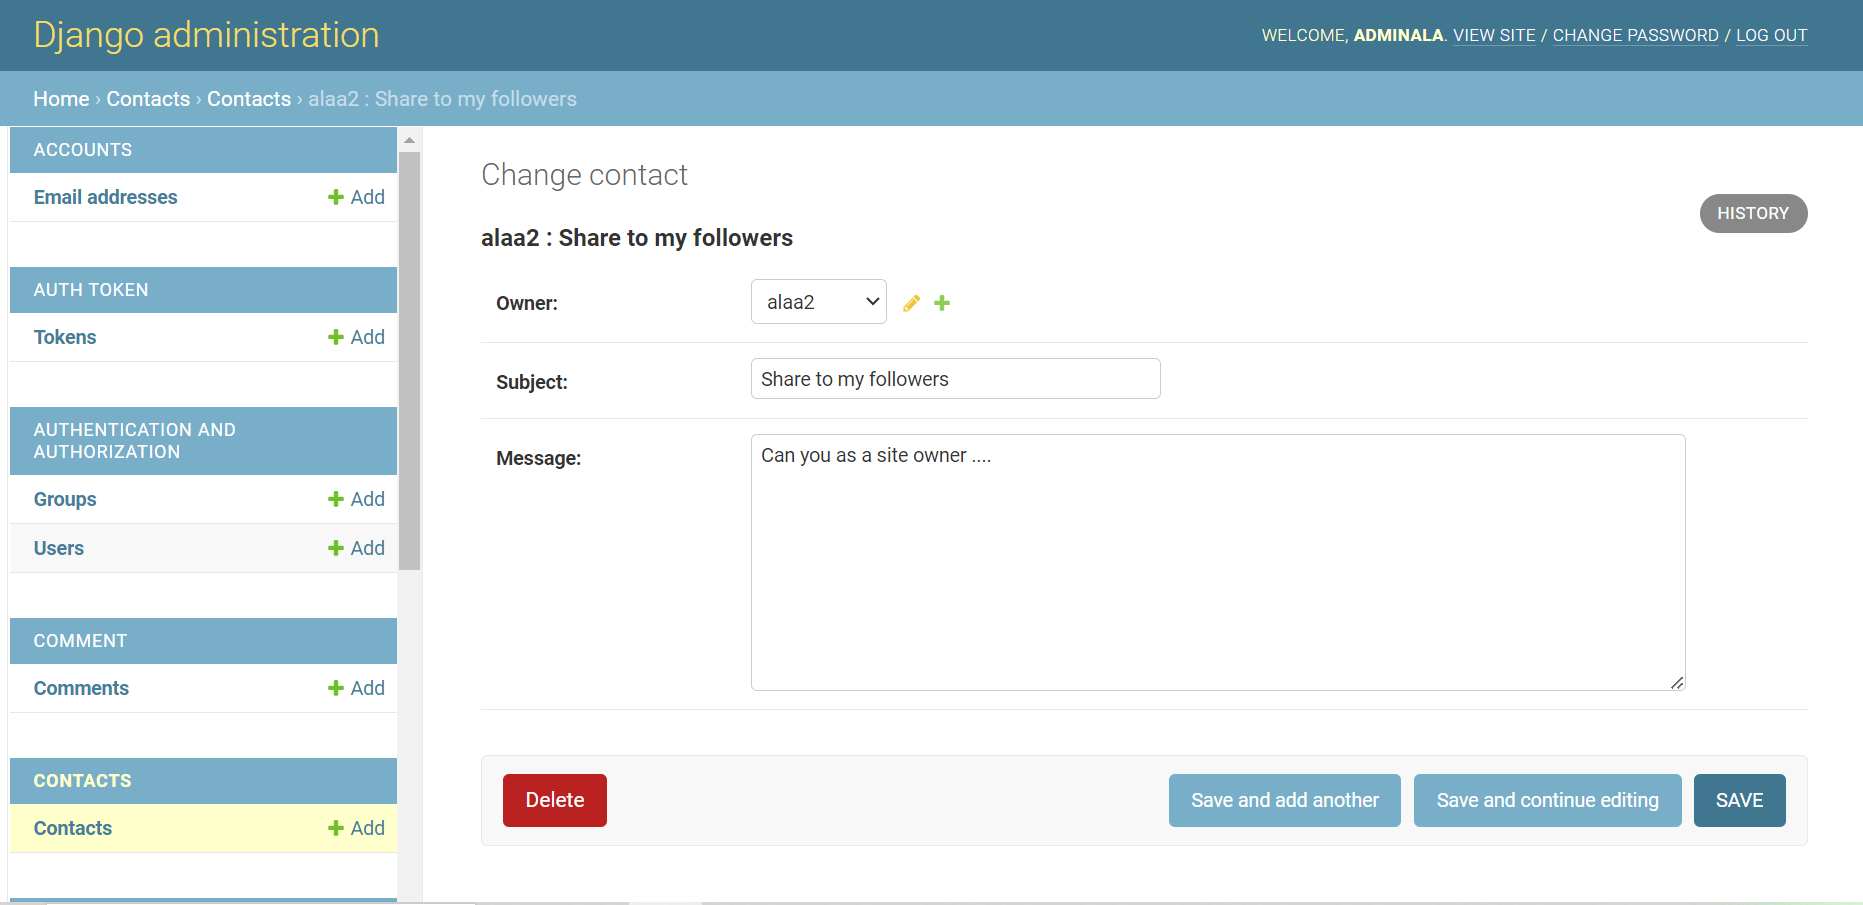 Django administration
WELCOME, ADMINALA. VIEW SITE / CHANGE PASSWORD / LOG OUT
Home › Contacts › Contacts › alaa2 : Share to my followers
ACCOUNTS
Email addresses
Add
AUTH TOKEN
Tokens
Add
AUTHENTICATION AND
AUTHORIZATION
Groups
Add
Users
Add
COMMENT
Comments
Add
CONTACTS
Contacts
Add
Change contact
HISTORY
alaa2 : Share to my followers
Owner:
alaa2
Subject:
Share to my followers
Message:
Can you as a site owner ....
Delete
Save and add another
Save and continue editing
SAVE